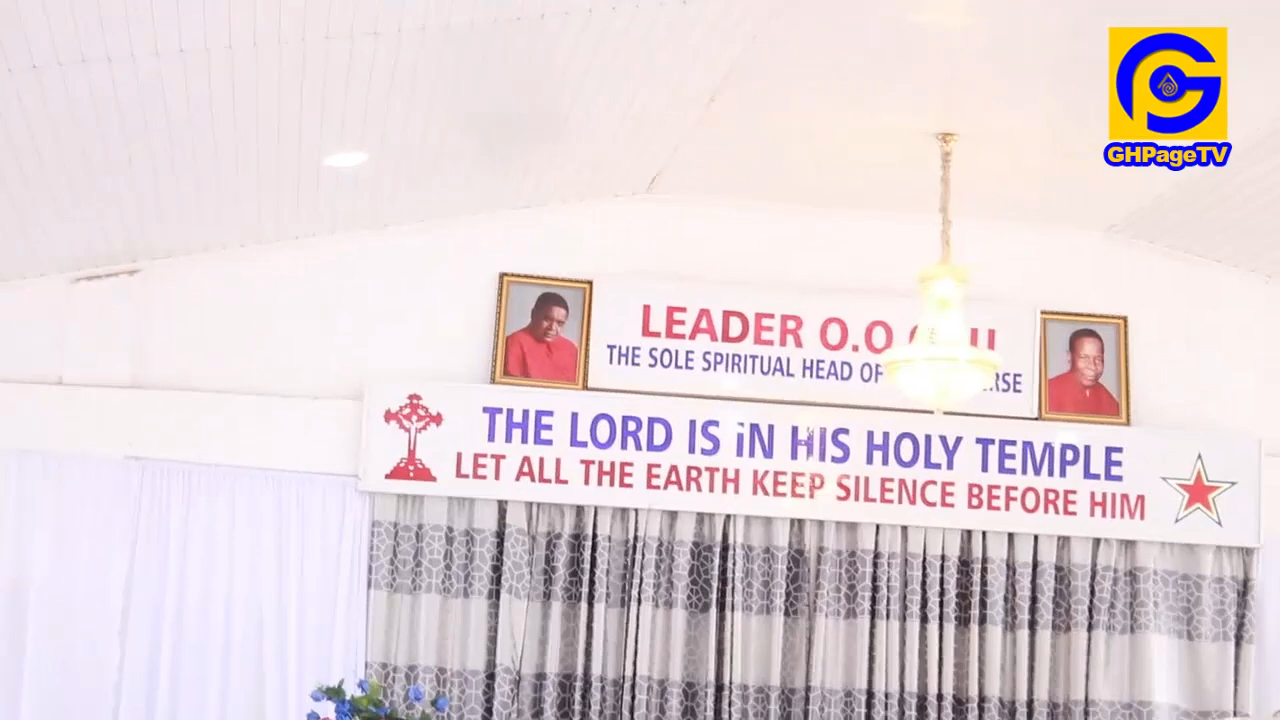 GHPageTV
LEADER O.O
THE SOLE SPIRITUAL HEAD OF
THE LORD IS iN HIS HOLY TEMPLE
LET ALL THE EARTH KEEP SILENCE BEFORE HIM